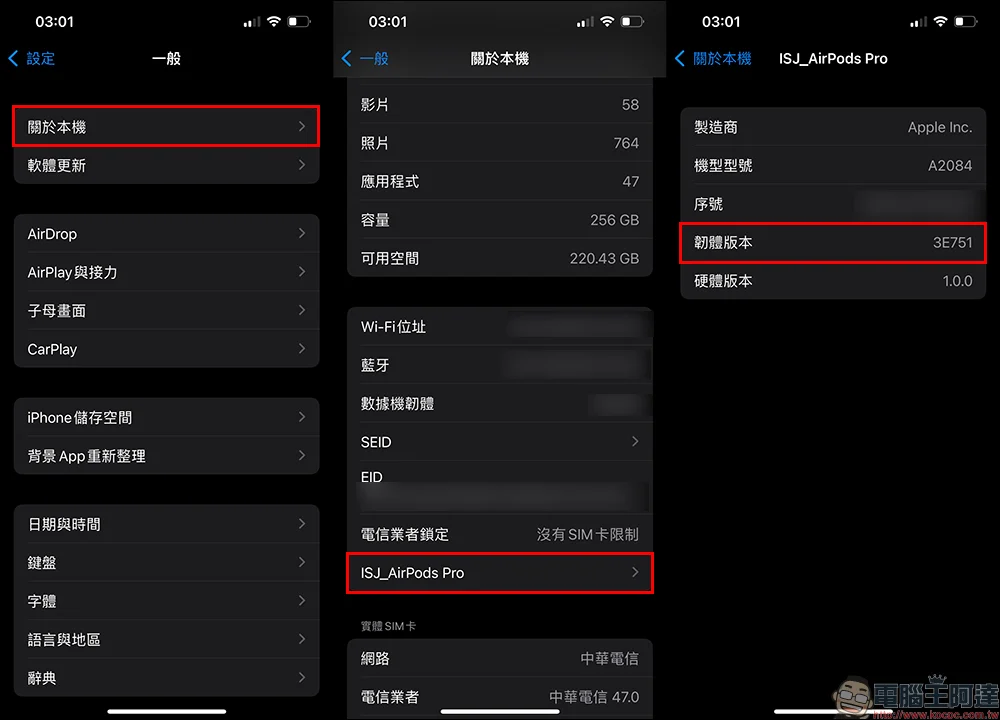 03:01
設定
一般
關於本機
軟體更新
AirDrop
AirPlay與接力
子母畫面
CarPlay
iPhone儲存空間
背景App重新整理
日期與時間
鍵盤
字體
語言與地區
辭典
03:01
一般
關於本機
影片 58
照片 764
應用程式 47
容量 256 GB
可用空間 220.43 GB
Wi-Fi位址
藍牙
數據機韌體
SEID
EID
電信業者鎖定 沒有SIM卡限制
ISJ_AirPods Pro
實體SIM卡
網路 中華電信
電信業者 中華電信 47.0
03:01
關於本機
ISJ_AirPods Pro
製造商 Apple Inc.
機型型號 A2084
序號
韌體版本 3E751
硬體版本 1.0.0
電腦王阿達
http://www.kocpc.com.tw